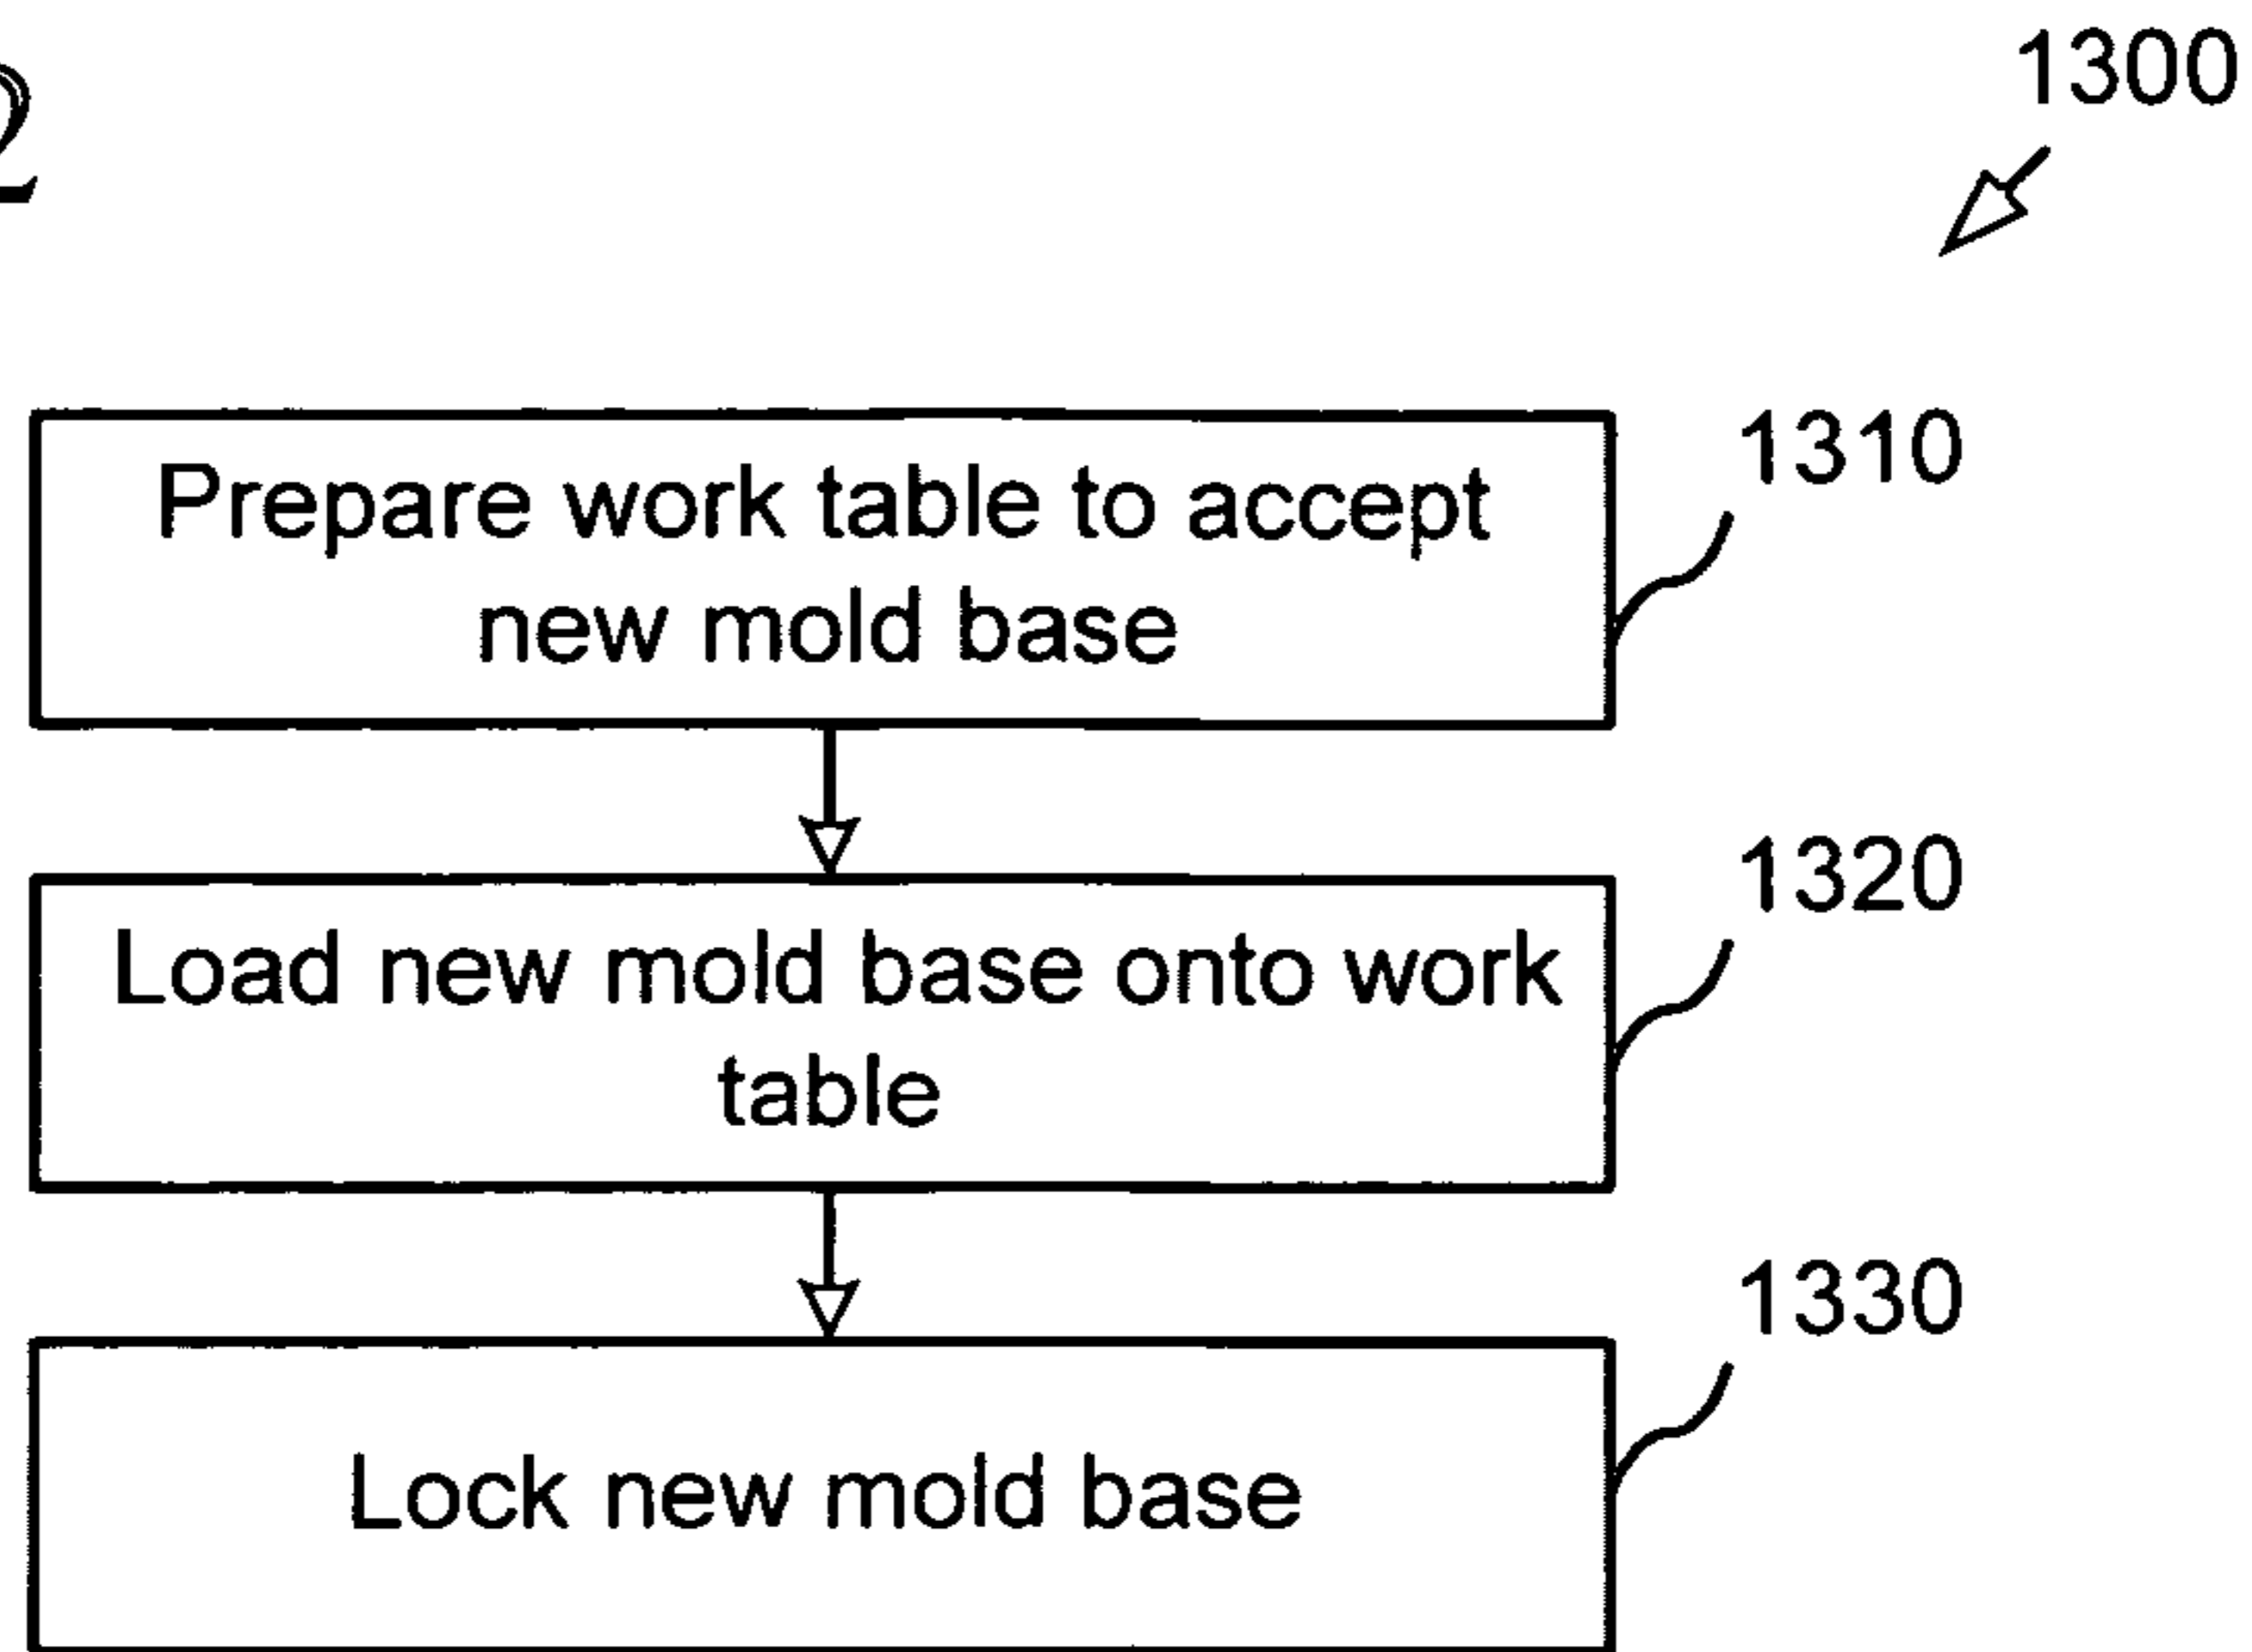 2
1300
1310
Prepare work table to accept
new mold base
1320
Load new mold base onto work
table
1330
Lock new mold base